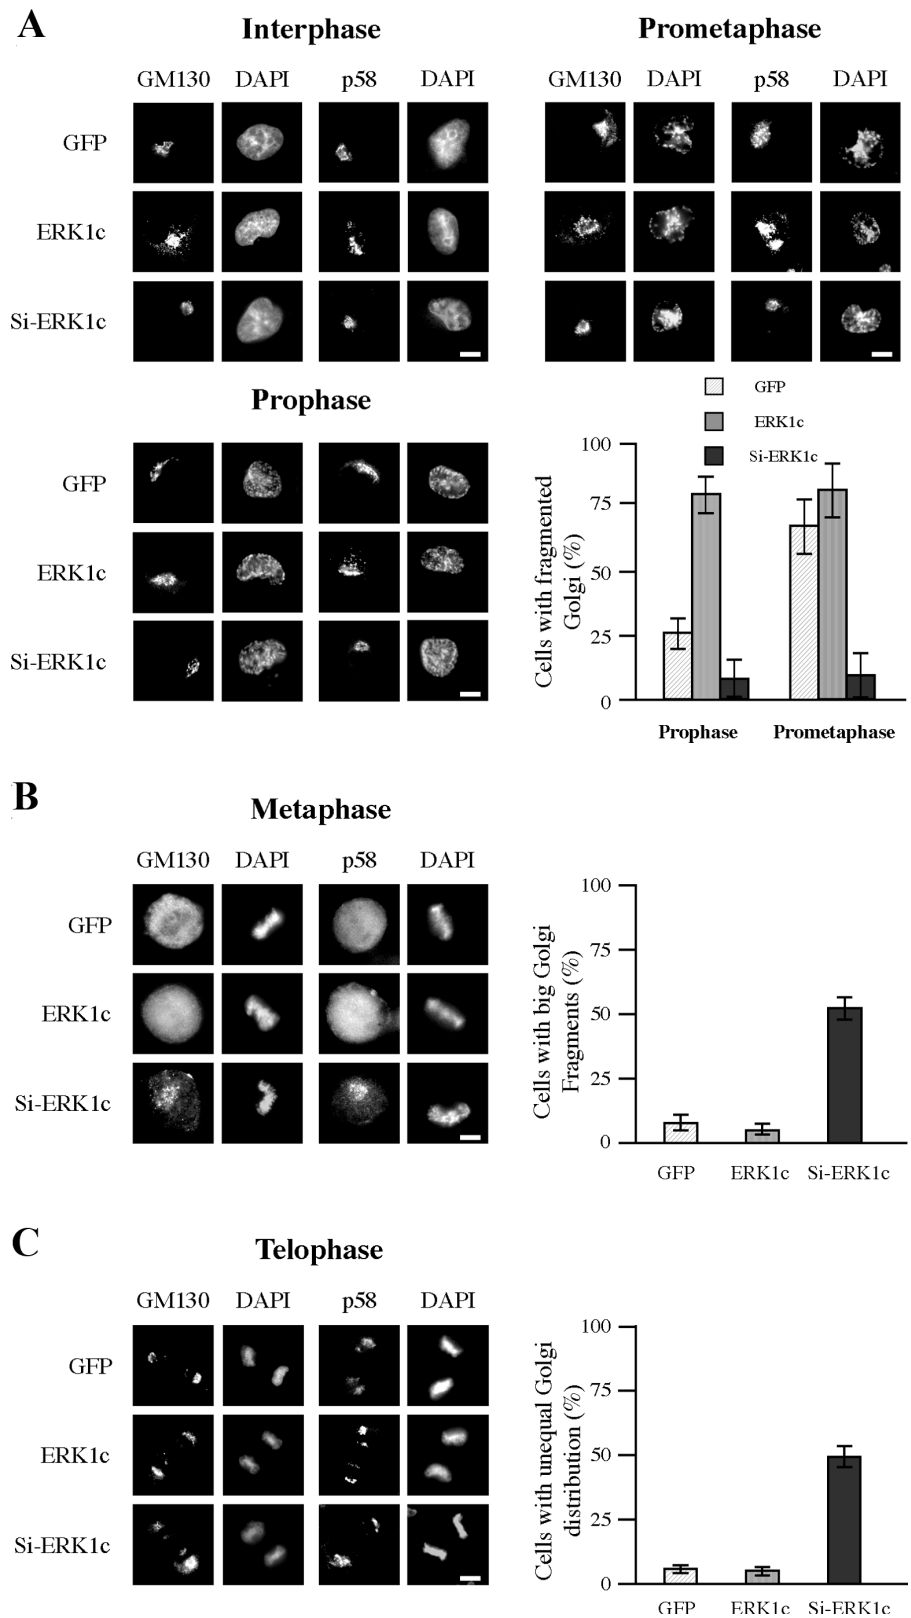 A
Interphase
Prometaphase
GM130 DAPI p58 DAPI
GM130 DAPI p58 DAPI
GFP
ERK1c
Si-ERK1c
Prophase
GFP
ERK1c
Si-ERK1c
GFP
ERK1c
Si-ERK1c
Cells with fragmented
Golgi (%)
100
75
50
25
0
Prophase Prometaphase
B
Metaphase
GM130 DAPI p58 DAPI
GFP
ERK1c
Si-ERK1c
Cells with big Golgi
Fragments (%)
100
75
50
25
0
GFP ERK1c Si-ERK1c
C
Telophase
GM130 DAPI p58 DAPI
GFP
ERK1c
Si-ERK1c
Cells with unequal Golgi
distribution (%)
100
75
50
25
0
GFP ERK1c Si-ERK1c